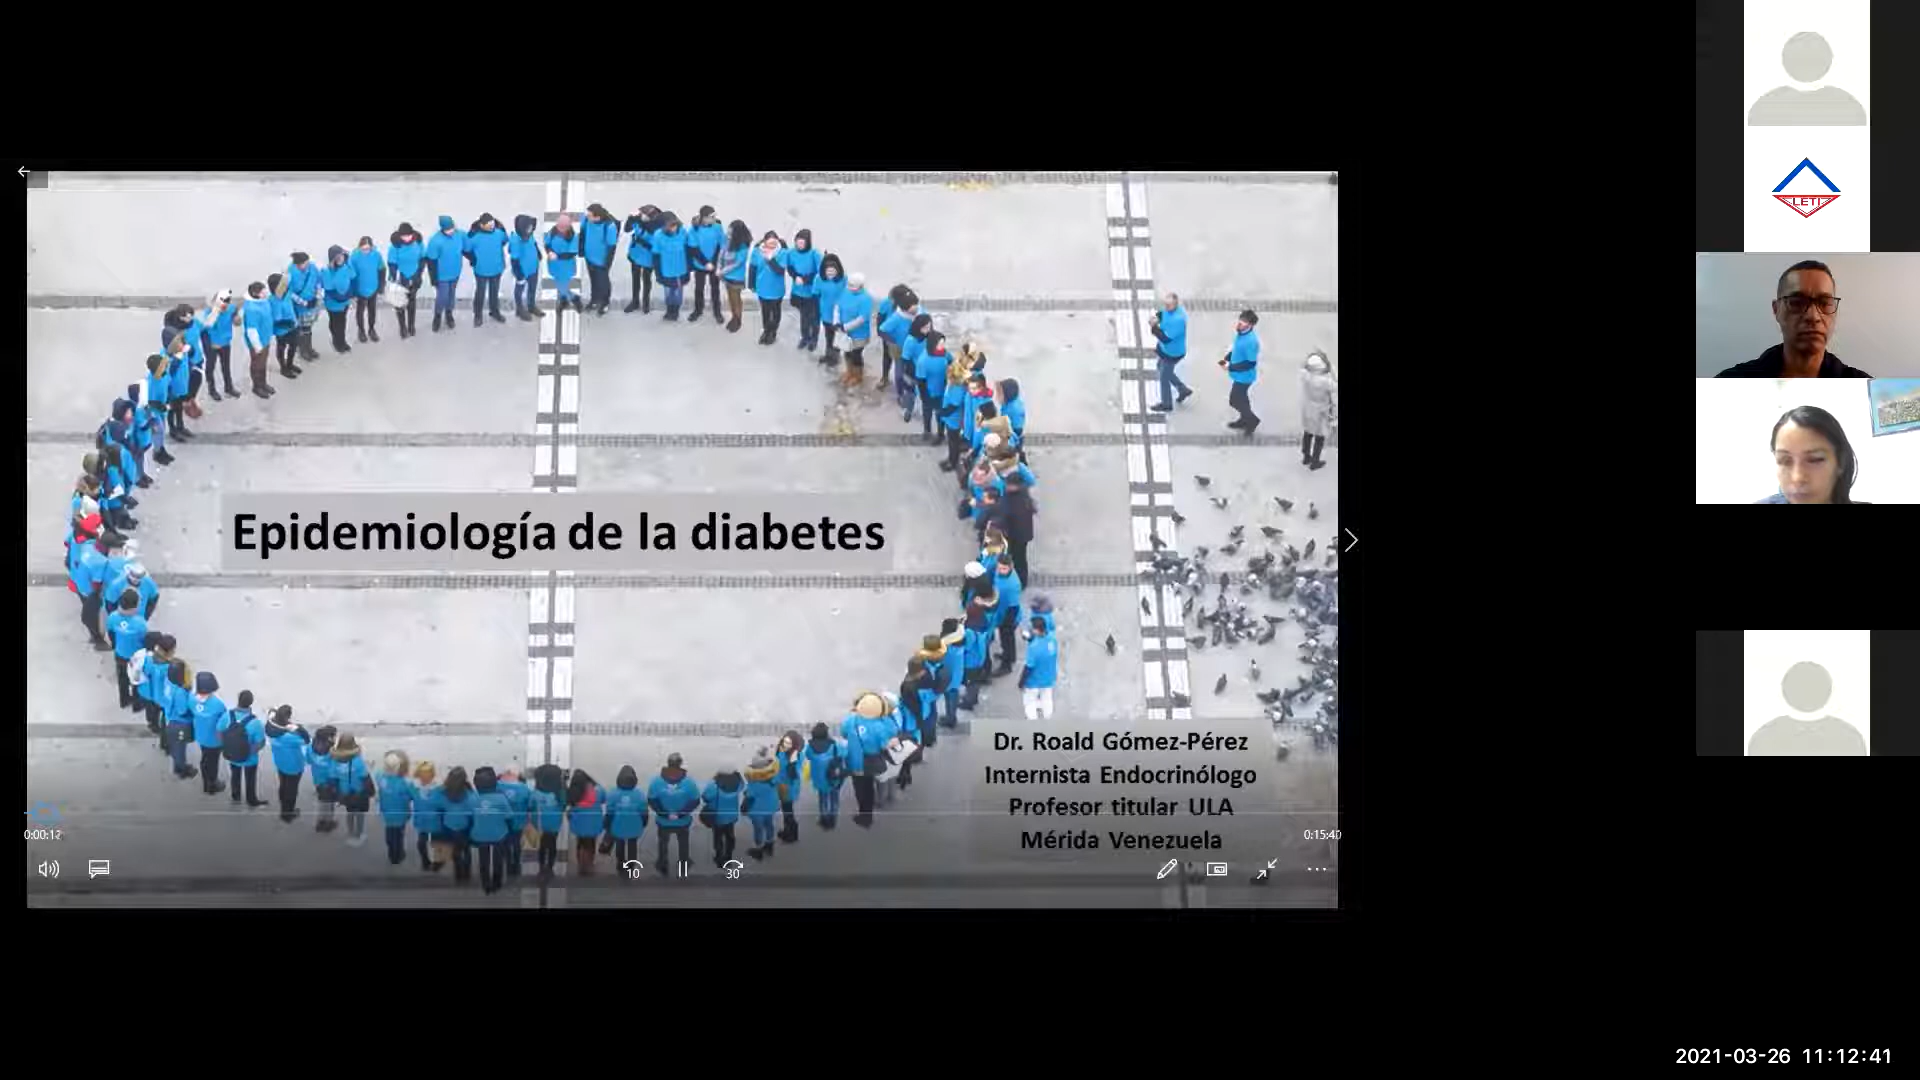 LETI
Epidemiología de la diabetes
Dr. Roald Gómez-Pérez
Internista Endocrinólogo
Profesor titular ULA
Mérida Venezuela
0:00:12
0:15:40
10
30
2021-03-26 11:12:41